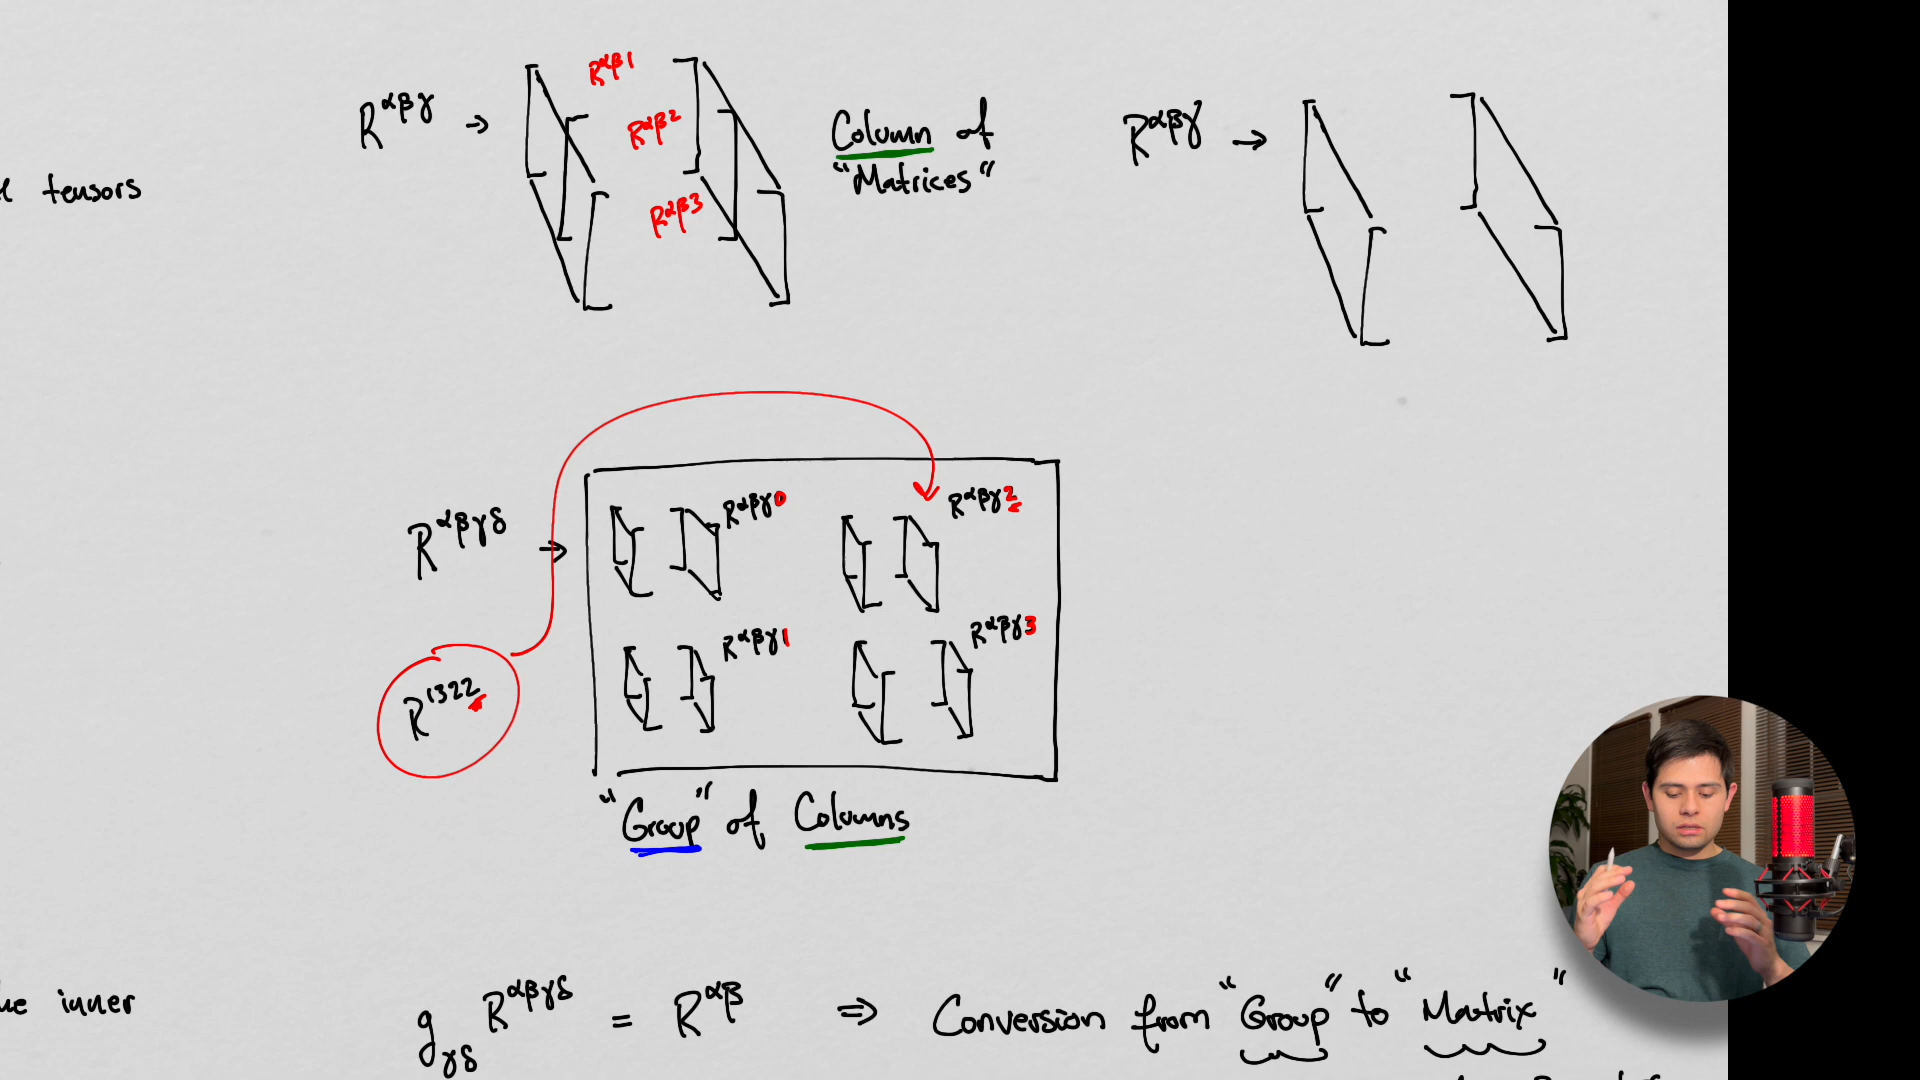 R^αβγ →
R^αβ1
R^αβ2
R^αβ3
Column of
"Matrices"
R^αβγ →
tensors
R^αβγδ →
R^αβγ0
R^αβγ2
R^αβγ1
R^αβγ3
R^1322
"Group" of Columns
inner
g_γδ R^αβγδ = R^αβ ⇒ Conversion from "Group" to "Matrix"